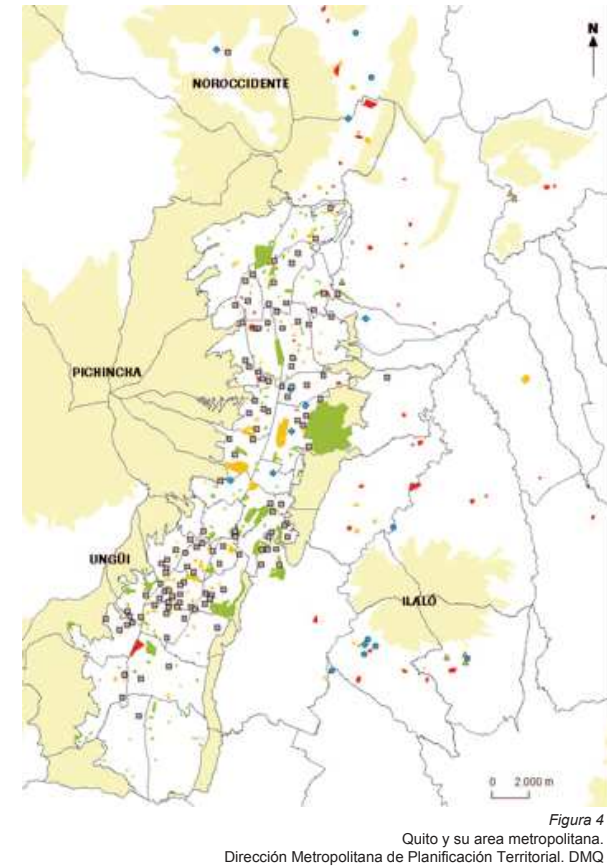 N
NOROCCIDENTE
PICHINCHA
UNGÜI
ILALÓ
0 2.000 m
Figura 4
Quito y su area metropolitana.
Dirección Metropolitana de Planificación Territorial. DMQ